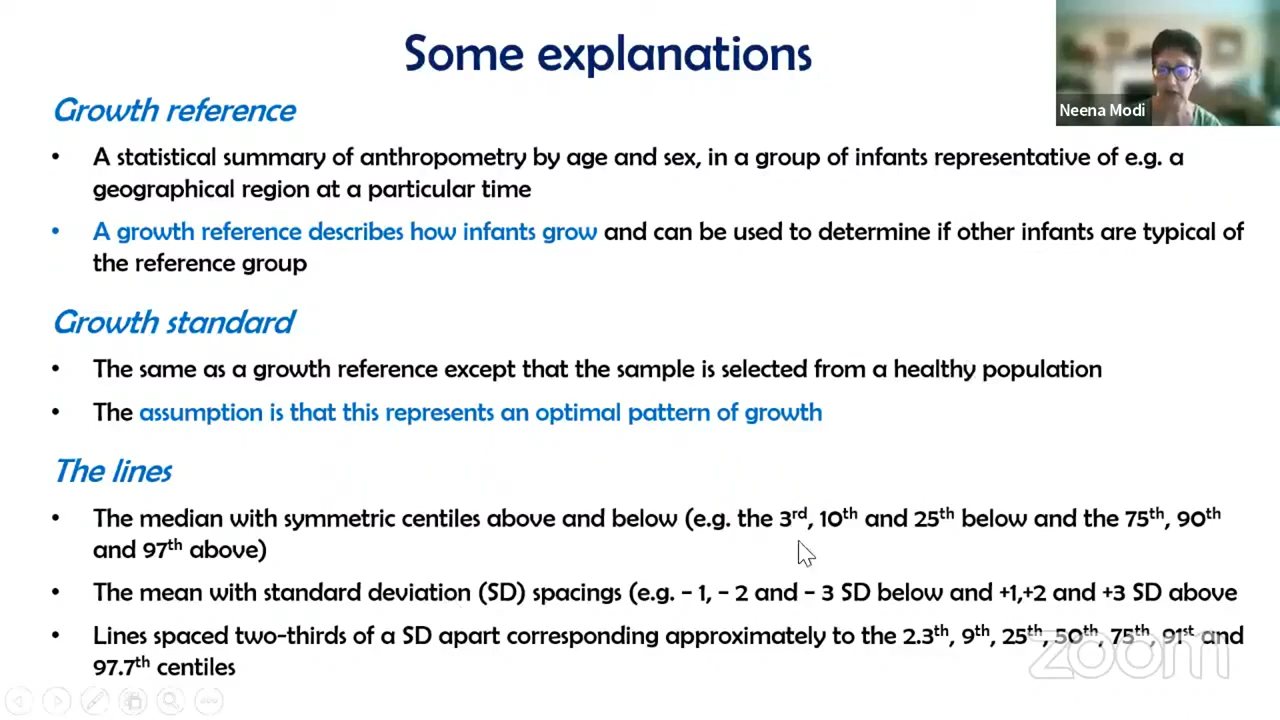 Some explanations
Neena Modi
Growth reference
• A statistical summary of anthropometry by age and sex, in a group of infants representative of e.g. a
geographical region at a particular time
• A growth reference describes how infants grow and can be used to determine if other infants are typical of
the reference group
Growth standard
• The same as a growth reference except that the sample is selected from a healthy population
• The assumption is that this represents an optimal pattern of growth
The lines
• The median with symmetric centiles above and below (e.g. the 3rd, 10th and 25th below and the 75th, 90th
and 97th above)
• The mean with standard deviation (SD) spacings (e.g. – 1, – 2 and – 3 SD below and +1,+2 and +3 SD above
• Lines spaced two-thirds of a SD apart corresponding approximately to the 2.3th, 9th, 25th, 50th, 75th, 91st and
97.7th centiles
zoom